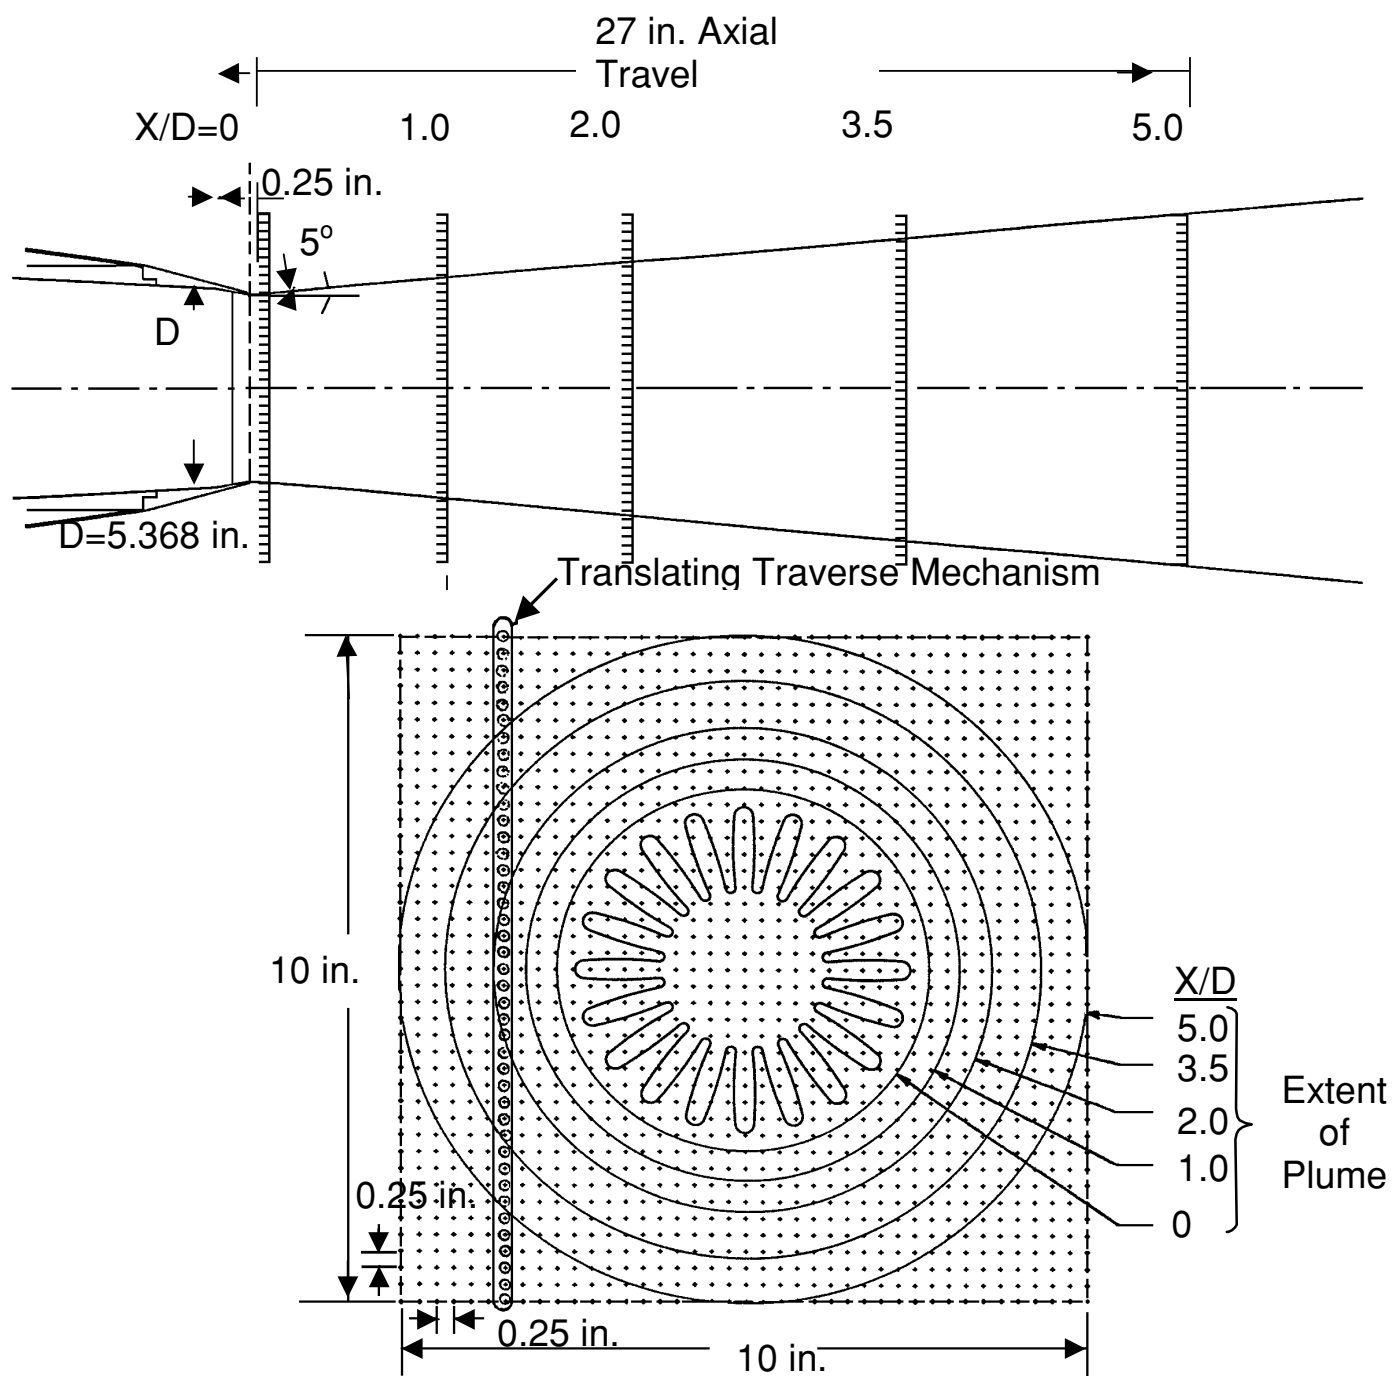 27 in. Axial
Travel
X/D=0 1.0 2.0 3.5 5.0
0.25 in.
5°
D
D=5.368 in.
Translating Traverse Mechanism
10 in.
X/D
5.0
3.5
2.0
1.0
0
Extent
of
Plume
0.25 in.
0.25 in.
10 in.